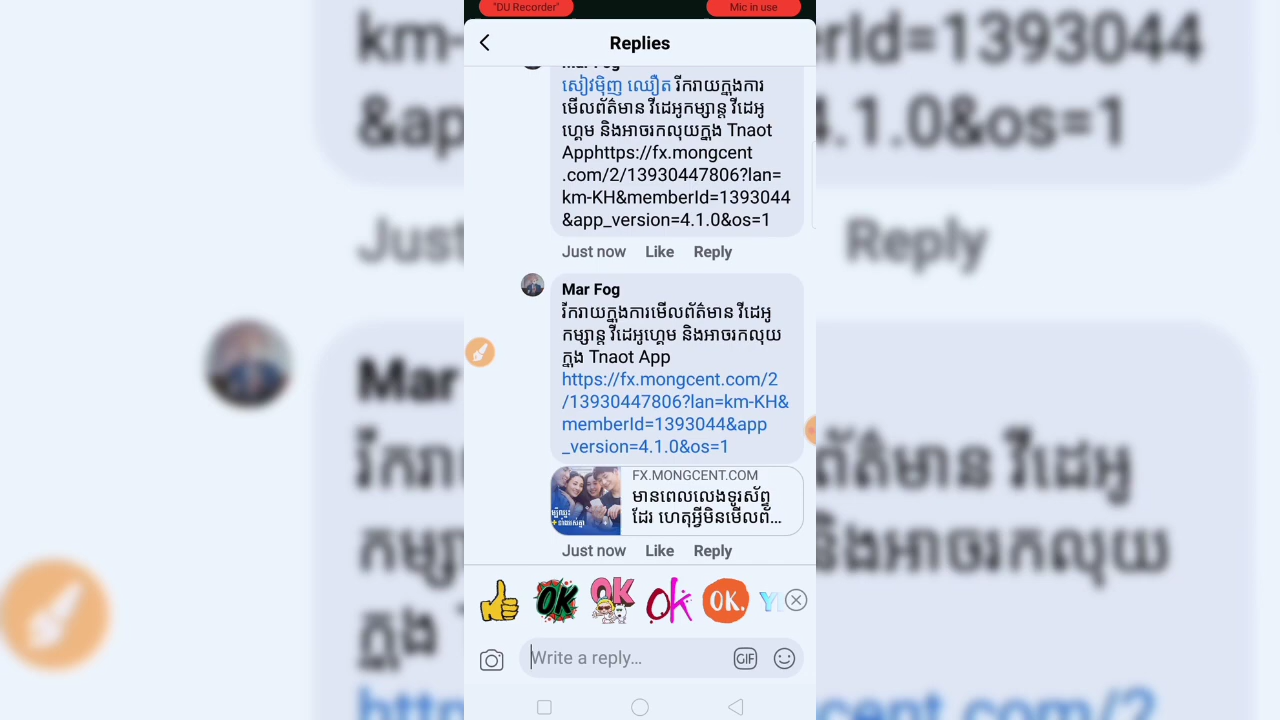 "DU Recorder"
Mic in use
Replies
Mar Fog
សៀវម៉ិញ ឈឿត រីករាយក្នុងការ
មើលព័ត៌មាន វីដេអូកម្សាន្ត វីដេអូ
ហ្គេម និងអាចរកលុយក្នុង Tnaot
Apphttps://fx.mongcent
.com/2/13930447806?lan=
km-KH&memberId=1393044
&app_version=4.1.0&os=1
Just now Like Reply
Mar Fog
រីករាយក្នុងការមើលព័ត៌មាន វីដេអូ
កម្សាន្ត វីដេអូហ្គេម និងអាចរកលុយ
ក្នុង Tnaot App
https://fx.mongcent.com/2
/13930447806?lan=km-KH&
memberId=1393044&app
_version=4.1.0&os=1
FX.MONGCENT.COM
មានពេលលេងទូរស័ព្ទ
ដែរ ហេតុអ្វីមិនមើលព័...
Just now Like Reply
OK OK ok OK.
Write a reply...
GIF